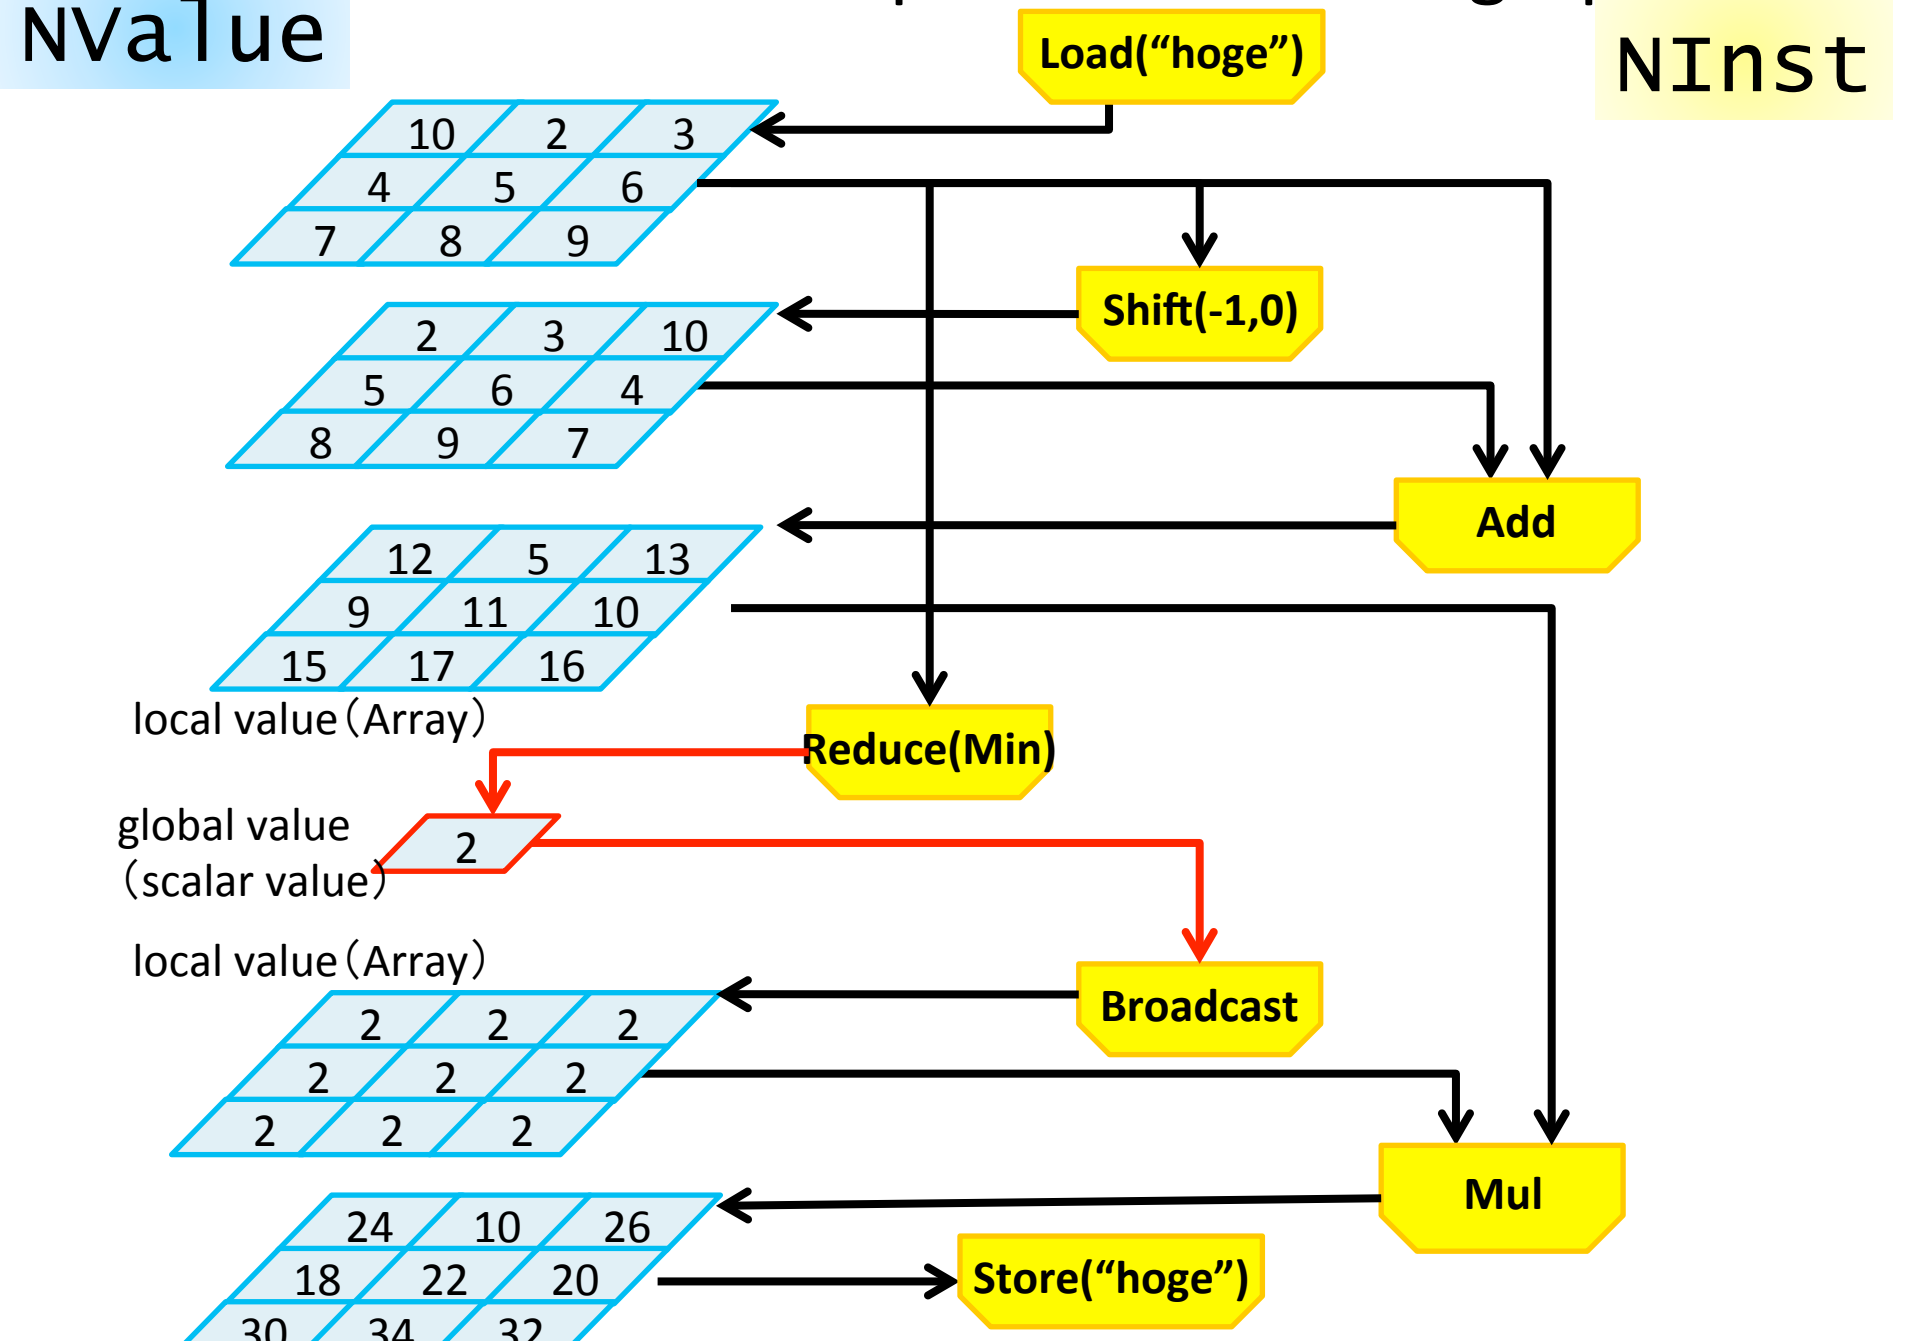 NValue
NInst
Load(“hoge”)
10 2 3
4 5 6
7 8 9
Shift(-1,0)
2 3 10
5 6 4
8 9 7
Add
12 5 13
9 11 10
15 17 16
local value（Array）
Reduce(Min)
global value
（scalar value）
2
local value（Array）
Broadcast
2 2 2
2 2 2
2 2 2
Mul
24 10 26
18 22 20
Store(“hoge”)
30 34 32